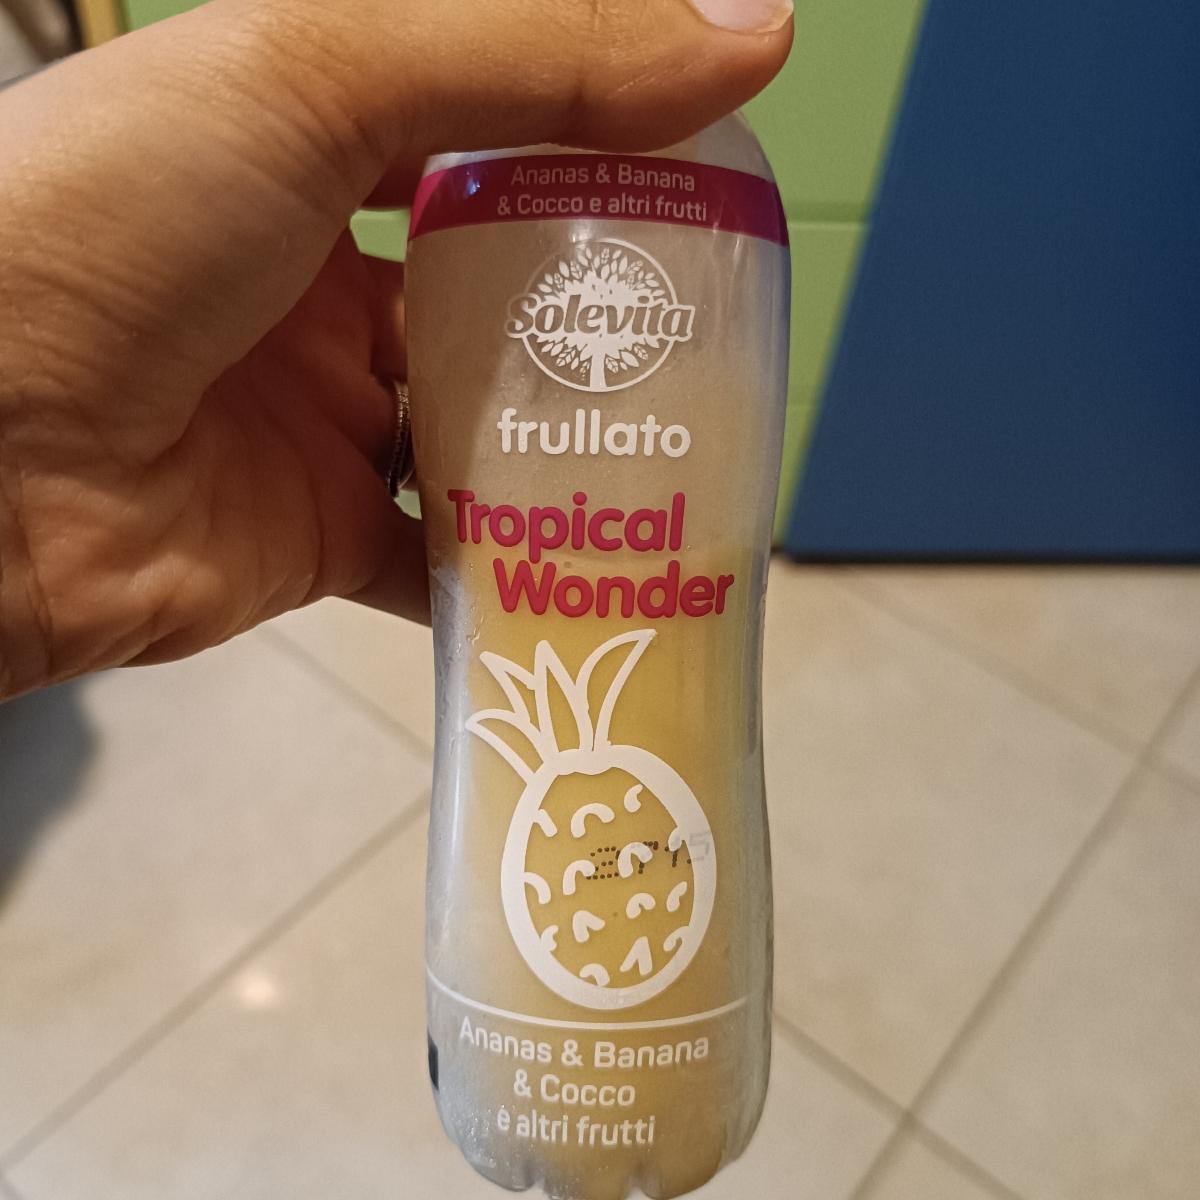 Ananas & Banana
& Cocco e altri frutti
Solevita
frullato
Tropical
Wonder
Ananas & Banana
& Cocco
e altri frutti